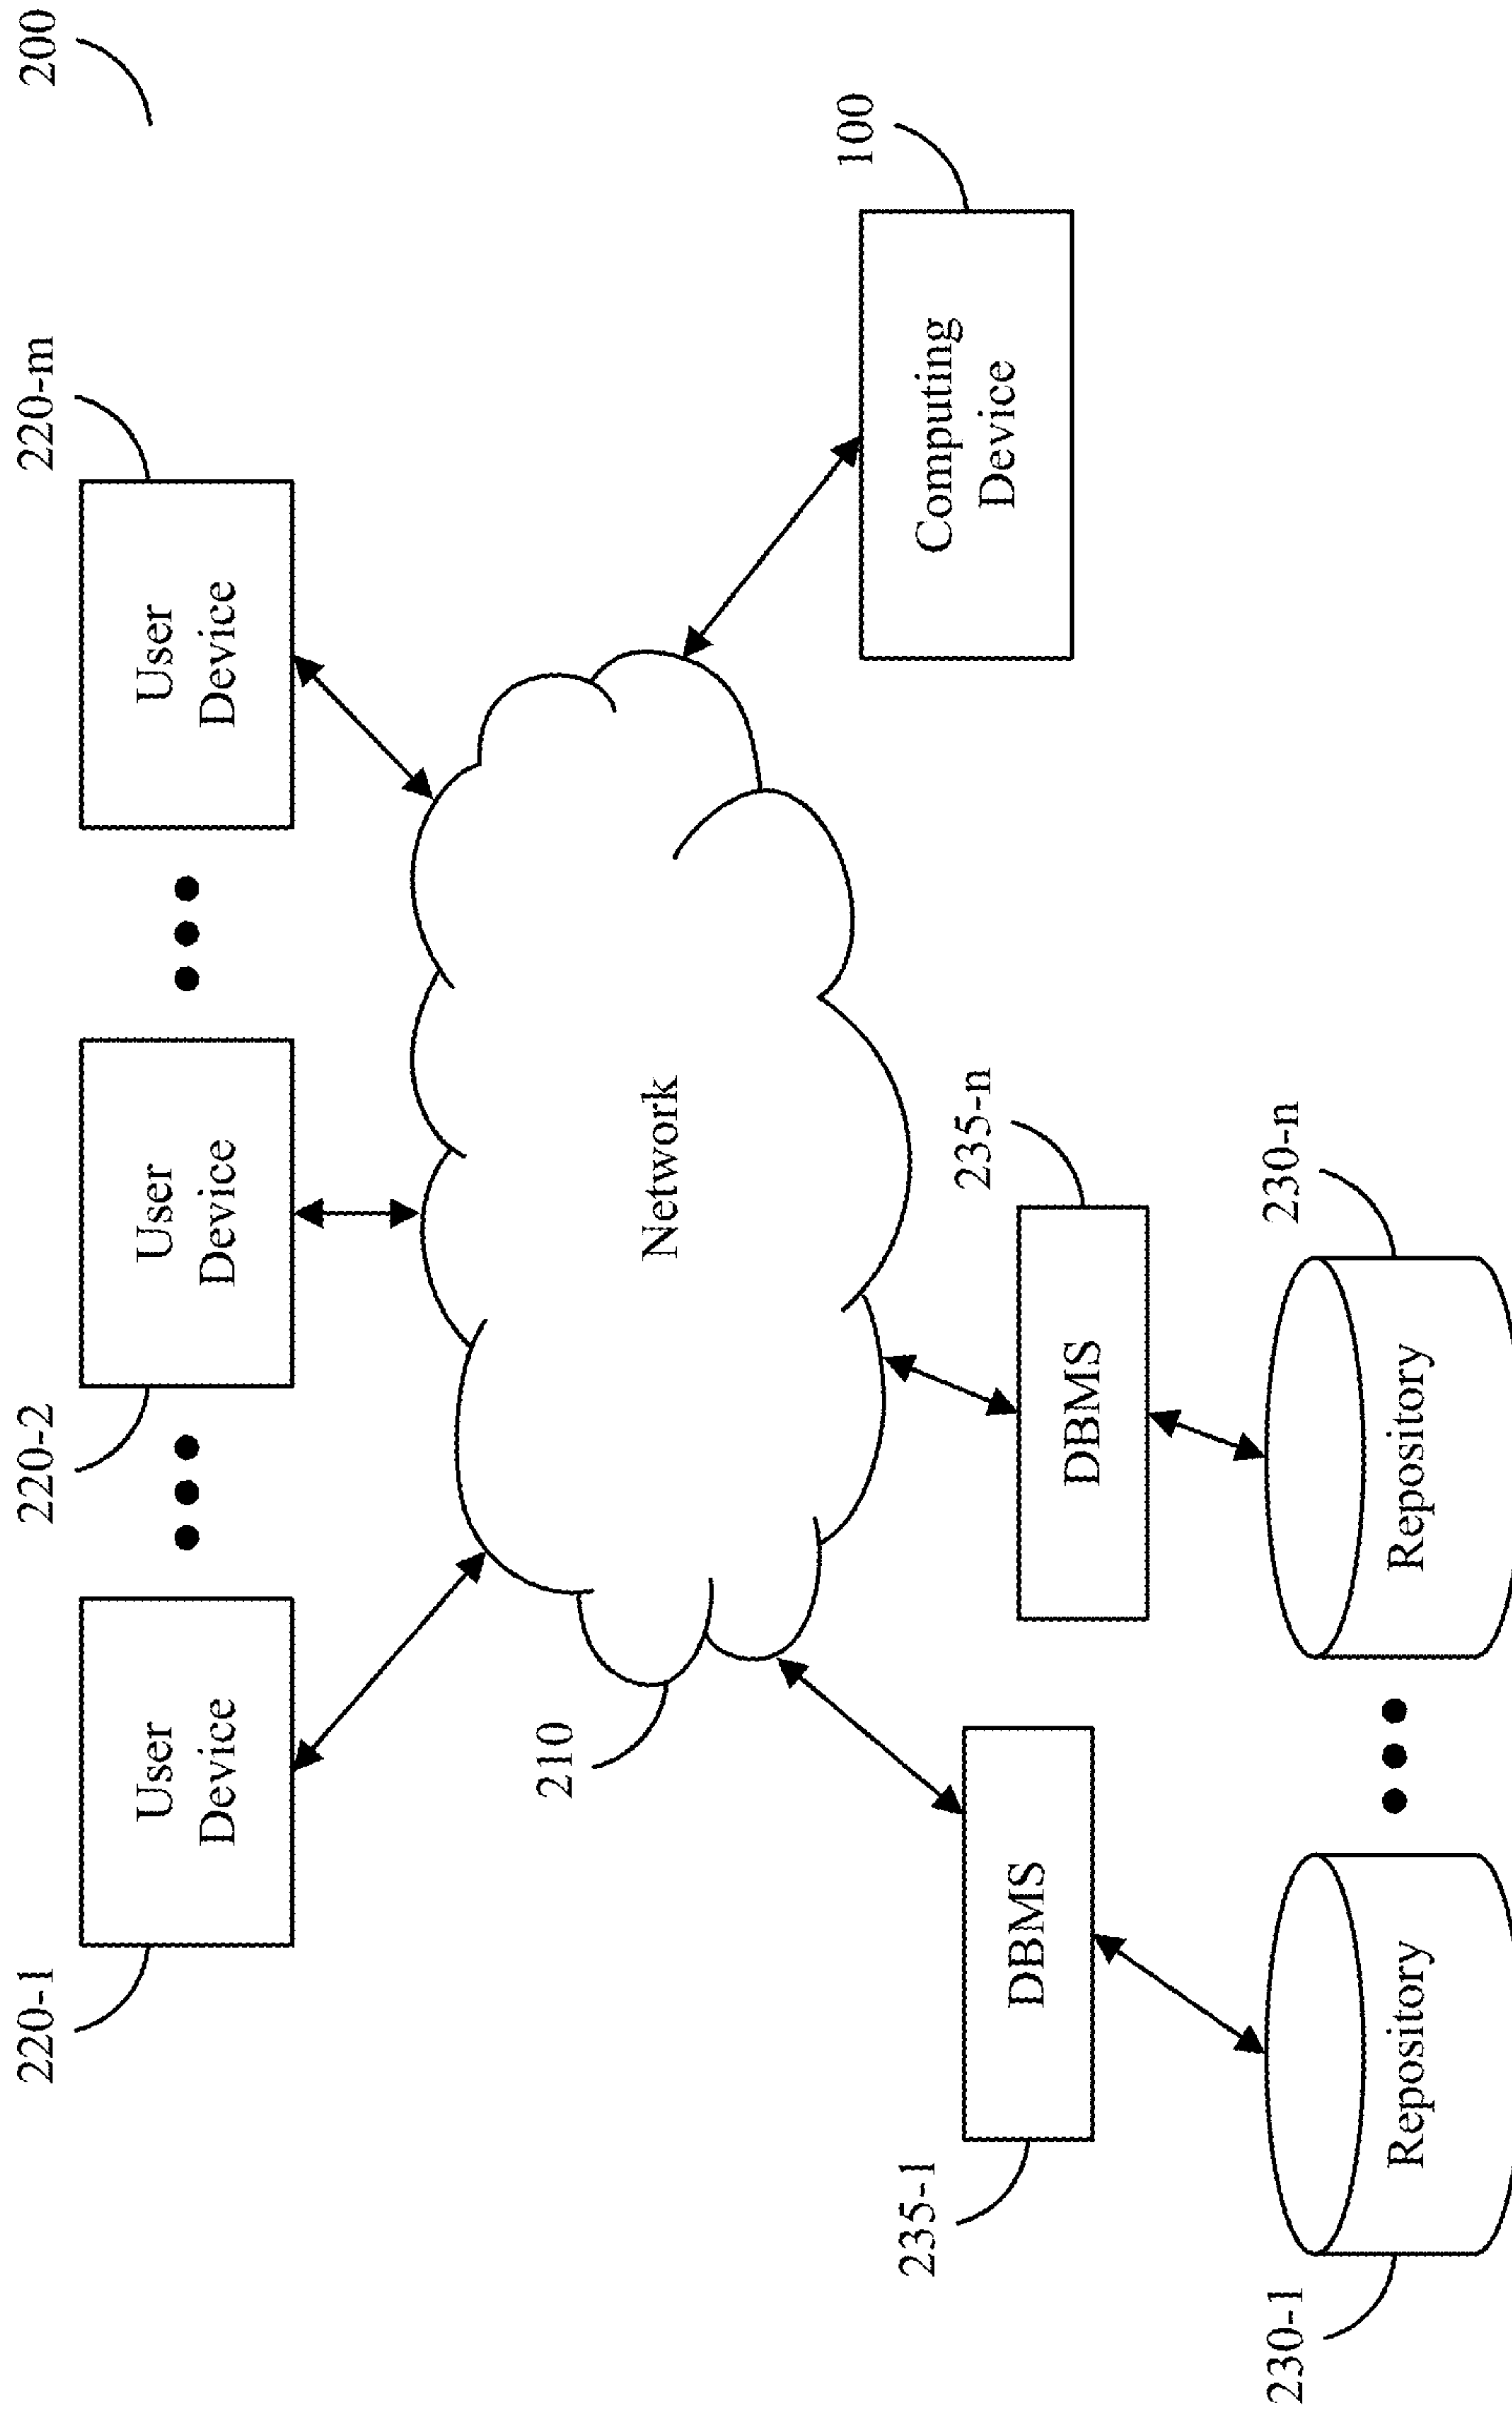 200
220-1
220-2
220-m
User
Device
User
Device
User
Device
210
Network
100
Computing
Device
235-1
DBMS
235-n
DBMS
230-1
Repository
230-n
Repository